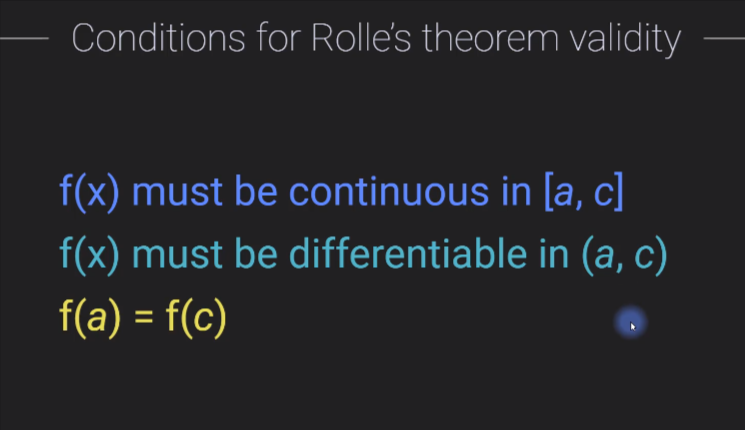 Conditions for Rolle's theorem validity
f(x) must be continuous in [a, c]
f(x) must be differentiable in (a, c)
f(a) = f(c)